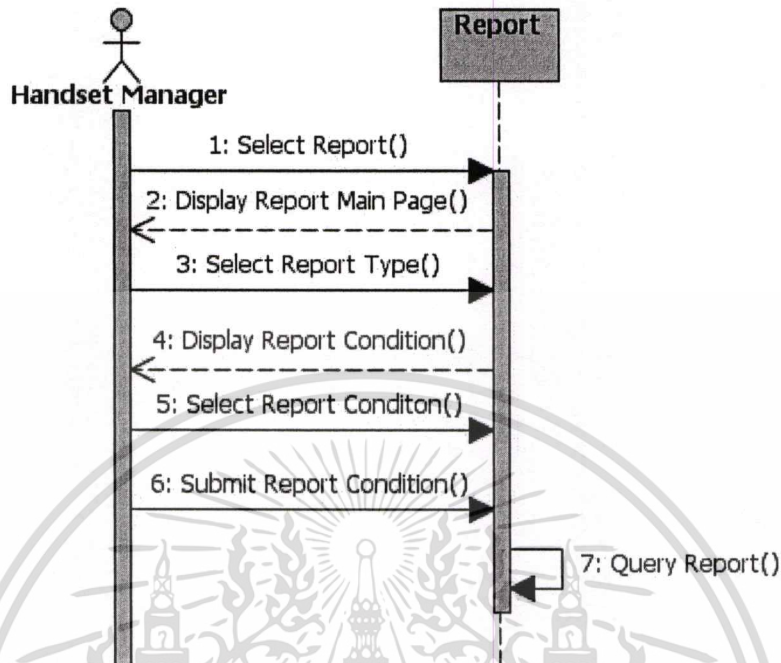 Report
Handset Manager
1: Select Report()
2: Display Report Main Page()
3: Select Report Type()
4: Display Report Condition()
5: Select Report Conditon()
6: Submit Report Condition()
7: Query Report()